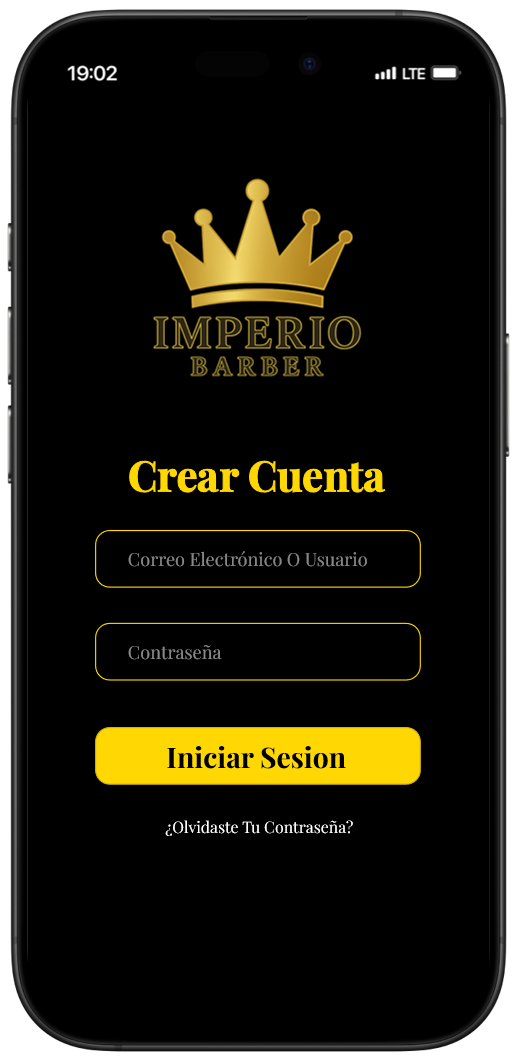 19:02
LTE
IMPERIO
BARBER
Crear Cuenta
Correo Electrónico O Usuario
Contraseña
Iniciar Sesion
¿Olvidaste Tu Contraseña?